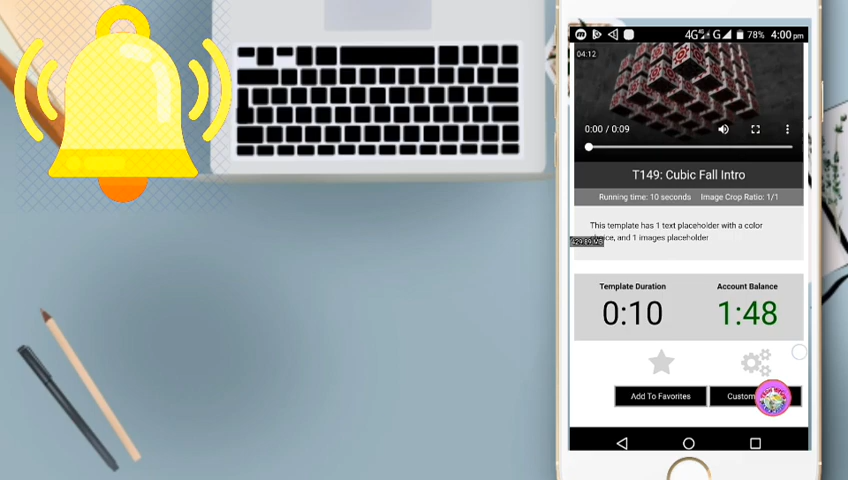 4G G 78% 4:00 pm
04:12
0:00 / 0:09
T149: Cubic Fall Intro
Running time: 10 seconds Image Crop Ratio: 1/1
This template has 1 text placeholder with a color
choice, and 1 images placeholder
Template Duration Account Balance
0:10 1:48
Add To Favorites Custom